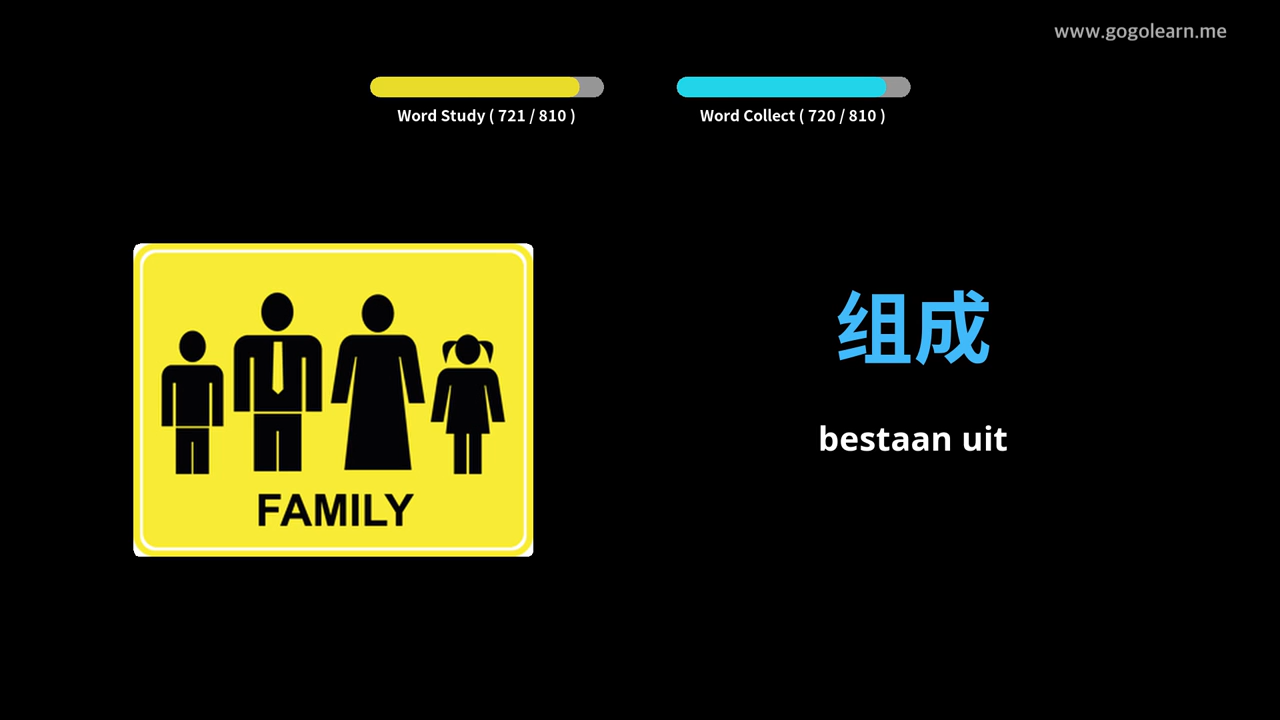 www.gogolearn.me
Word Study ( 721 / 810 )
Word Collect ( 720 / 810 )
组成
bestaan uit
FAMILY